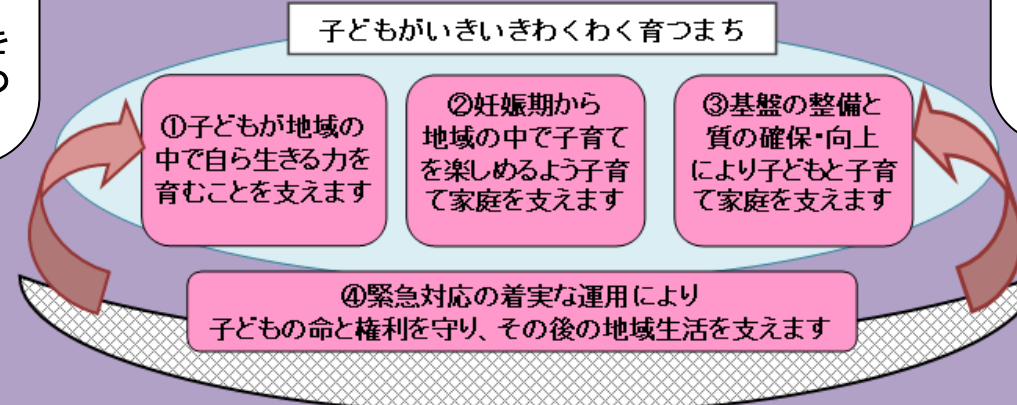 子どもがいきいきわくわく育つまち
①子どもが地域の
中で自ら生きる力を
育むことを支えます
②妊娠期から
地域の中で子育て
を楽しめるよう子育
て家庭を支えます
③基盤の整備と
質の確保・向上
により子どもと子育
て家庭を支えます
④緊急対応の着実な運用により
子どもの命と権利を守り、その後の地域生活を支えます